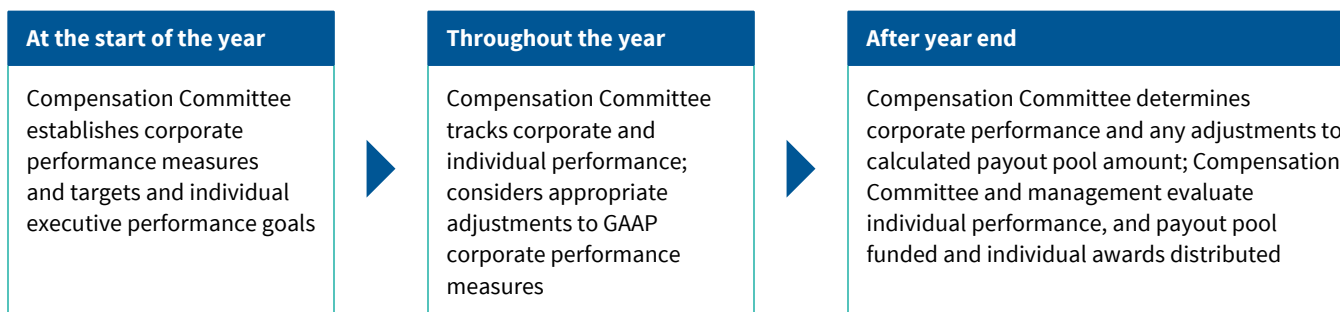 At the start of the year
Compensation Committee
establishes corporate
performance measures
and targets and individual
executive performance goals
Throughout the year
Compensation Committee
tracks corporate and
individual performance;
considers appropriate
adjustments to GAAP
corporate performance
measures
After year end
Compensation Committee determines
corporate performance and any adjustments to
calculated payout pool amount; Compensation
Committee and management evaluate
individual performance, and payout pool
funded and individual awards distributed